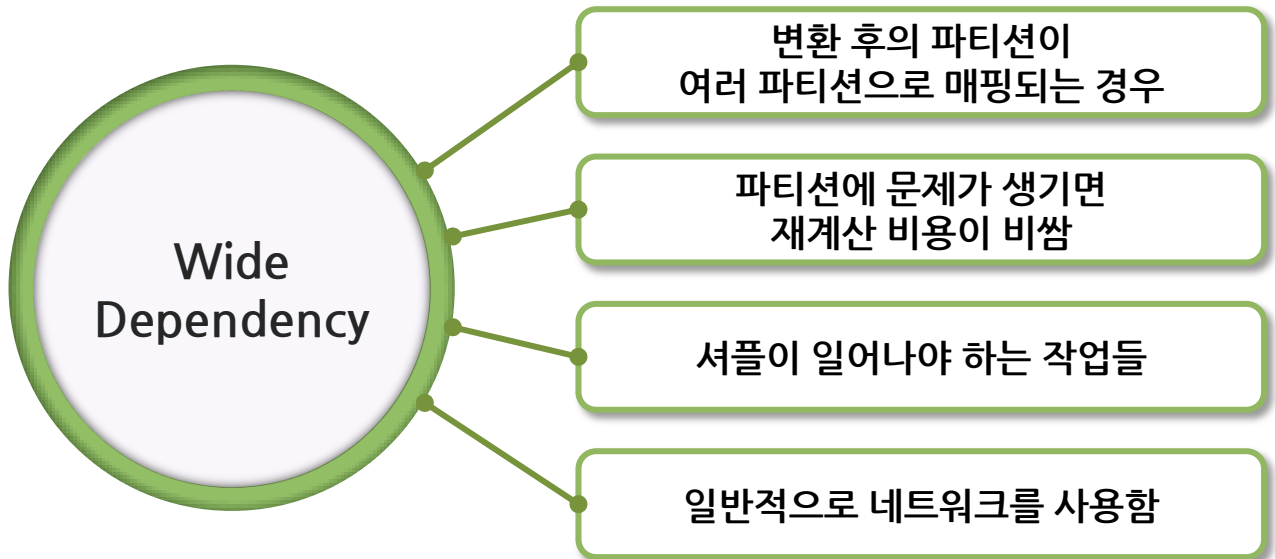 Wide
Dependency
변환 후의 파티션이
여러 파티션으로 매핑되는 경우
파티션에 문제가 생기면
재계산 비용이 비쌈
셔플이 일어나야 하는 작업들
일반적으로 네트워크를 사용함